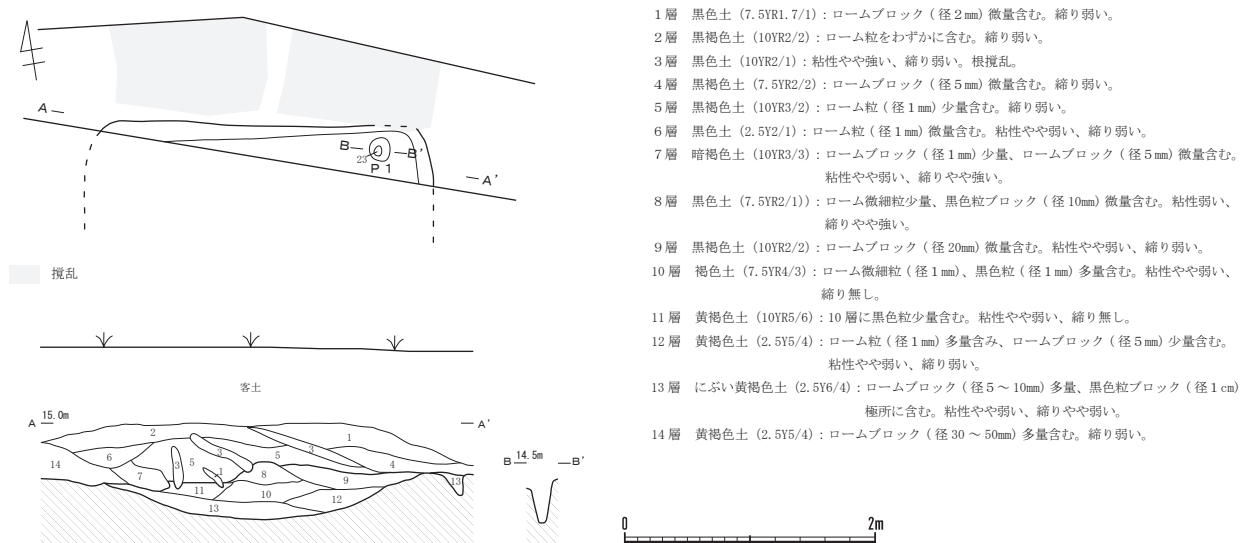 A
B
B’
23
P 1
A’
撹乱
客土
A 15.0m
A’
2
1
3
3
5
4
6
14
3
5
7
1
8
9
13
11
10
12
13
B 14.5m
B’
1層 黒色土 (7.5YR1.7/1)：ロームブロック（径２㎜）微量含む。締り弱い。
2層 黒褐色土 (10YR2/2)：ローム粒をわずかに含む。締り弱い。
3層 黒色土 (10YR2/1)：粘性やや強い、締り弱い。根撹乱。
4層 黒褐色土 (7.5YR2/2)：ロームブロック（径５㎜）微量含む。締り弱い。
5層 黒褐色土 (10YR3/2)：ローム粒（径１㎜）少量含む。締り弱い。
6層 黒色土 (2.5Y2/1)：ローム粒（径１㎜）微量含む。粘性やや弱い、締り弱い。
7層 暗褐色土 (10YR3/3)：ロームブロック（径１㎜）少量、ロームブロック（径５㎜）微量含む。
粘性やや弱い、締りやや強い。
8層 黒色土 (7.5YR2/1))：ローム微細粒少量、黒色粒ブロック（径 10㎜）微量含む。粘性弱い、
締りやや強い。
9層 黒褐色土 (10YR2/2)：ロームブロック（径 20㎜）微量含む。粘性やや弱い、締り弱い。
10層 褐色土 (7.5YR4/3)：ローム微細粒（径１㎜）、黒色粒（径１㎜）多量含む。粘性やや弱い、
締り無し。
11層 黄褐色土 (10YR5/6)：10 層に黒色粒少量含む。粘性やや弱い、締り無し。
12層 黄褐色土 (2.5Y5/4)：ローム粒（径１㎜）多量含み、ロームブロック（径５㎜）少量含む。
粘性やや弱い、締り弱い。
13層 にぶい黄褐色土 (2.5Y6/4)：ロームブロック（径５～ 10㎜）多量、黒色粒ブロック（径１㎝）
極所に含む。粘性やや弱い、締りやや弱い。
14層 黄褐色土 (2.5Y5/4)：ロームブロック（径 30 ～ 50㎜）多量含む。締り弱い。
0 2m